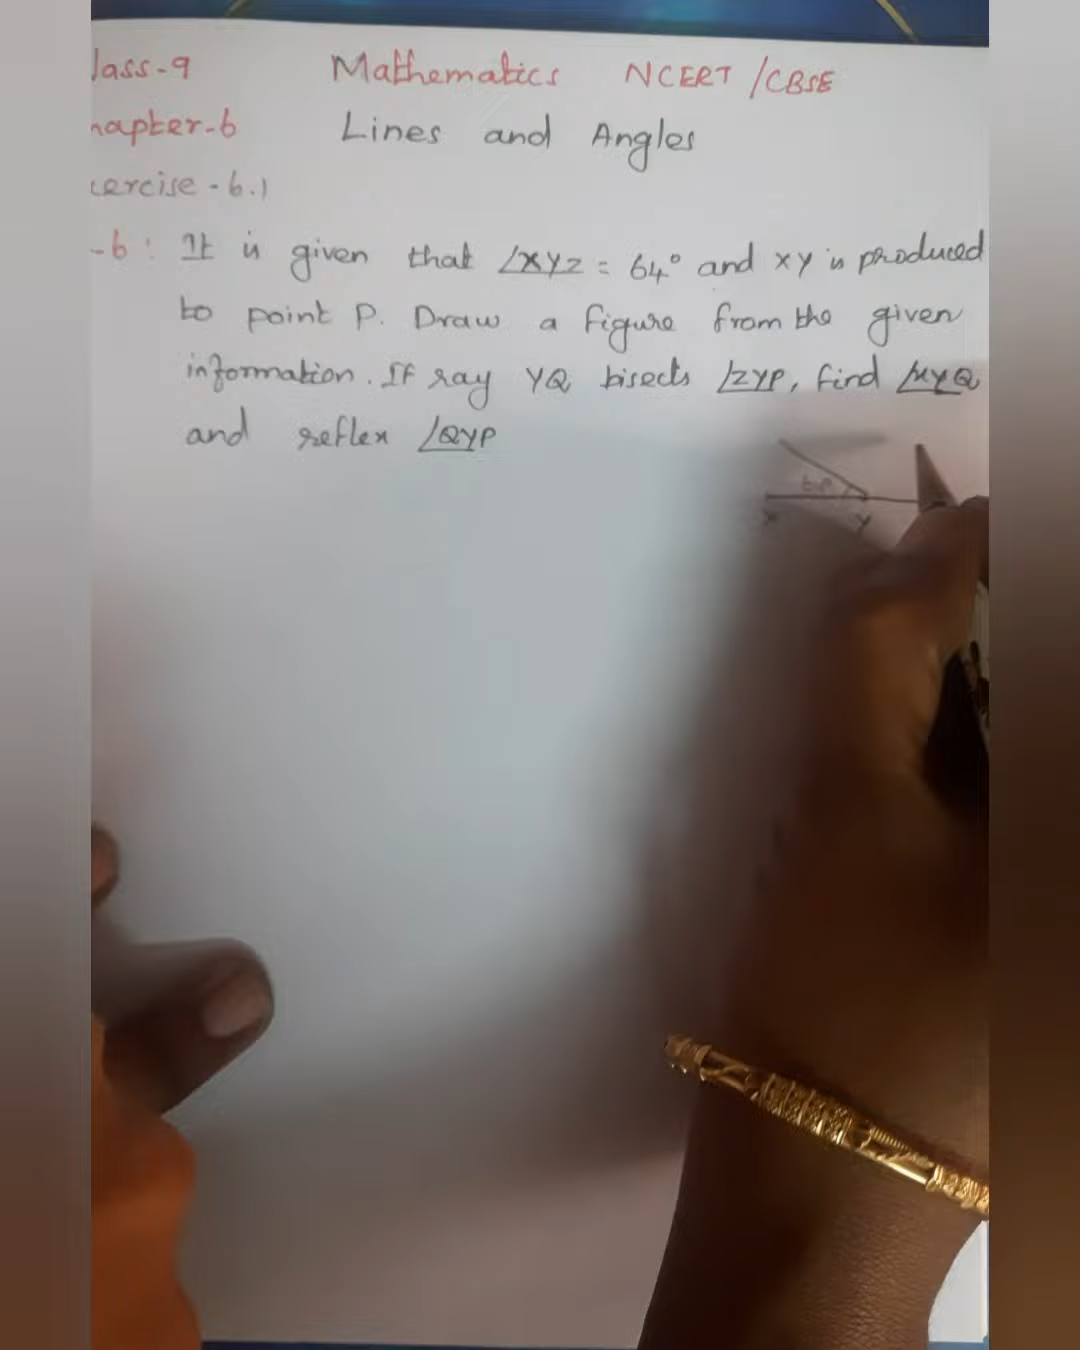 lass-9 Mathematics NCERT/CBSE
hapter-6 Lines and Angles
ercise-6.1
-6: It is given that ∠XYZ = 64° and XY is produced
to point P. Draw a figure from the given
information. If ray YQ bisects ∠ZYP, find ∠XYQ
and reflex ∠QYP
64°
X Y